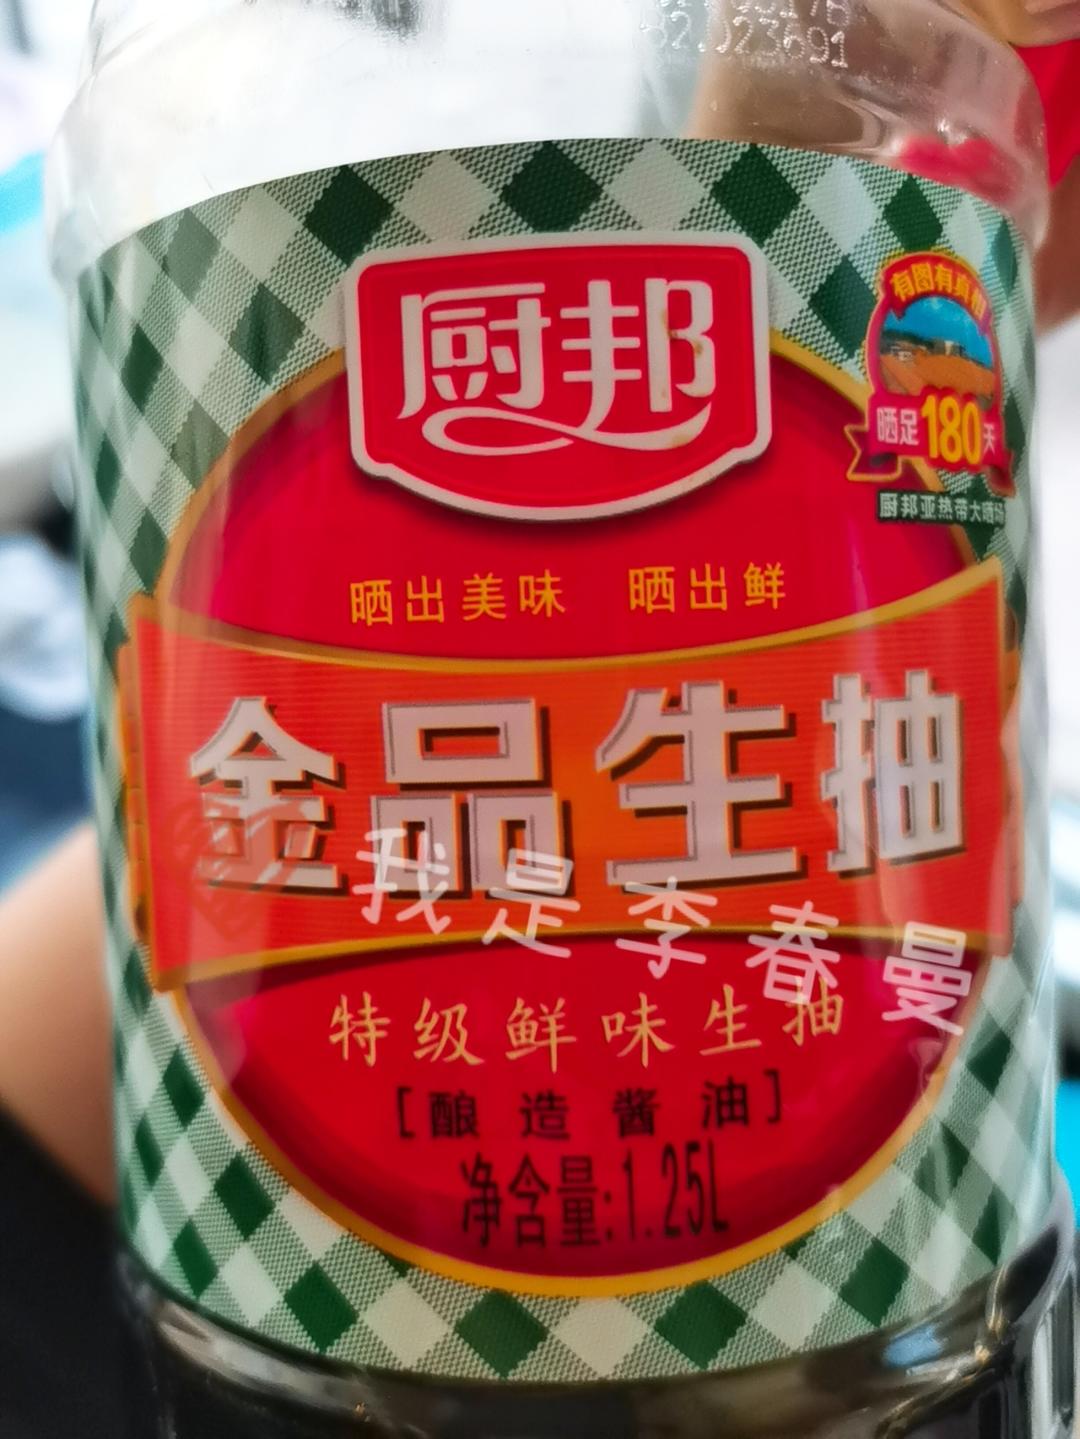 82023691
厨邦
有图有真相
晒足180天
厨邦亚热带大晒场
晒出美味 晒出鲜
金品生抽
我是李春曼
特级鲜味生抽
[酿造酱油]
净含量:1.25L